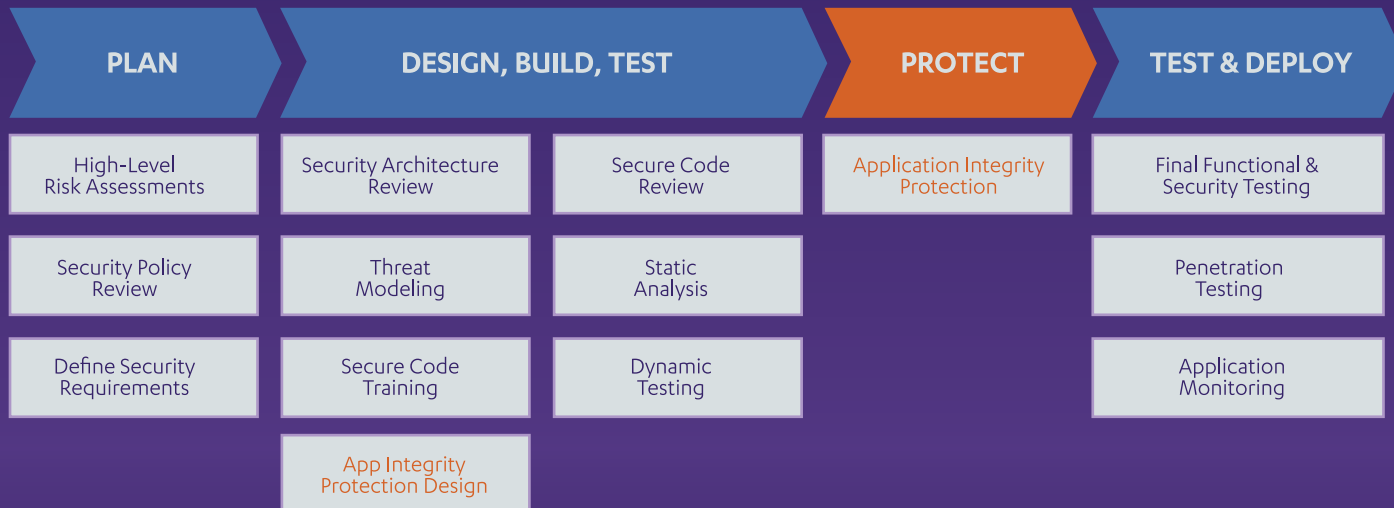 PLAN
DESIGN, BUILD, TEST
PROTECT
TEST & DEPLOY
High-Level
Risk Assessments
Security Policy
Review
Define Security
Requirements
Security Architecture
Review
Threat
Modeling
Secure Code
Training
App Integrity
Protection Design
Secure Code
Review
Static
Analysis
Dynamic
Testing
Application Integrity
Protection
Final Functional &
Security Testing
Penetration
Testing
Application
Monitoring